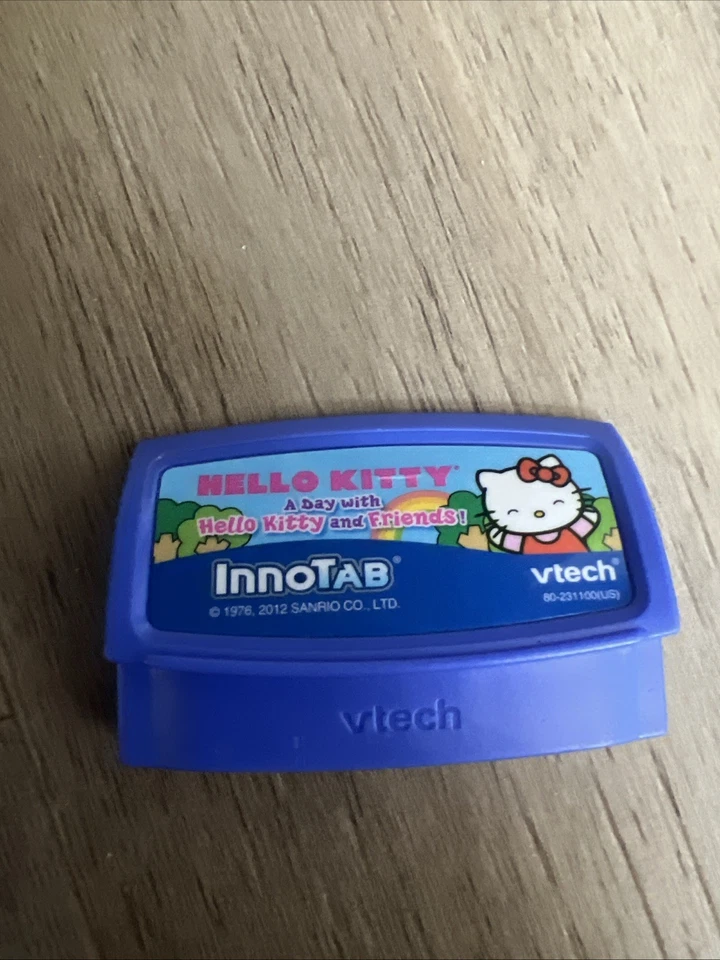 HELLO KITTY®
A Day with
Hello Kitty and Friends!
INNOTAB®
vtech®
80-231100(US)
© 1976, 2012 SANRIO CO., LTD.
vtech